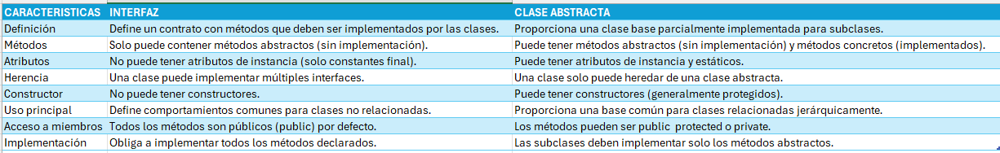 CARACTERISTICAS INTERFAZ CLASE ABSTRACTA
Definición Define un contrato con métodos que deben ser implementados por las clases. Proporciona una clase base parcialmente implementada para subclases.
Métodos Solo puede contener métodos abstractos (sin implementación). Puede tener métodos abstractos (sin implementación) y métodos concretos (implementados).
Atributos No puede tener atributos de instancia (solo constantes final). Puede tener atributos de instancia y estáticos.
Herencia Una clase puede implementar múltiples interfaces. Una clase solo puede heredar de una clase abstracta.
Constructor No puede tener constructores. Puede tener constructores (generalmente protegidos).
Uso principal Define comportamientos comunes para clases no relacionadas. Proporciona una base común para clases relacionadas jerárquicamente.
Acceso a miembros Todos los métodos son públicos (public) por defecto. Los métodos pueden ser public  protected o private.
Implementación Obliga a implementar todos los métodos declarados. Las subclases deben implementar solo los métodos abstractos.